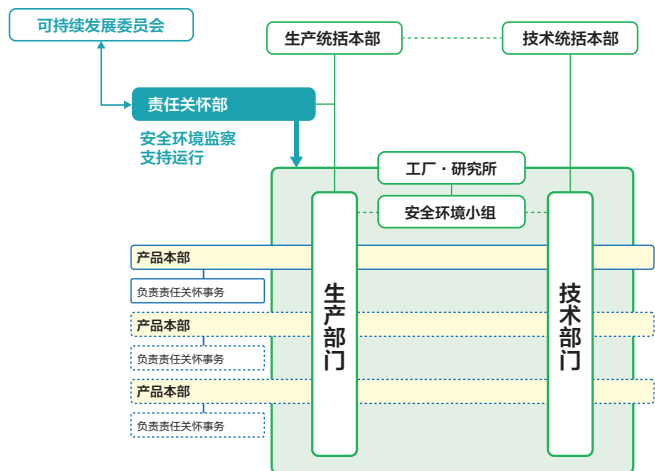 可持续发展委员会
生产统括本部
技术统括本部
责任关怀部
安全环境监察
支持运行
工厂・研究所
安全环境小组
产品本部
负责责任关怀事务
产品本部
负责责任关怀事务
产品本部
负责责任关怀事务
生产部门
技术部门